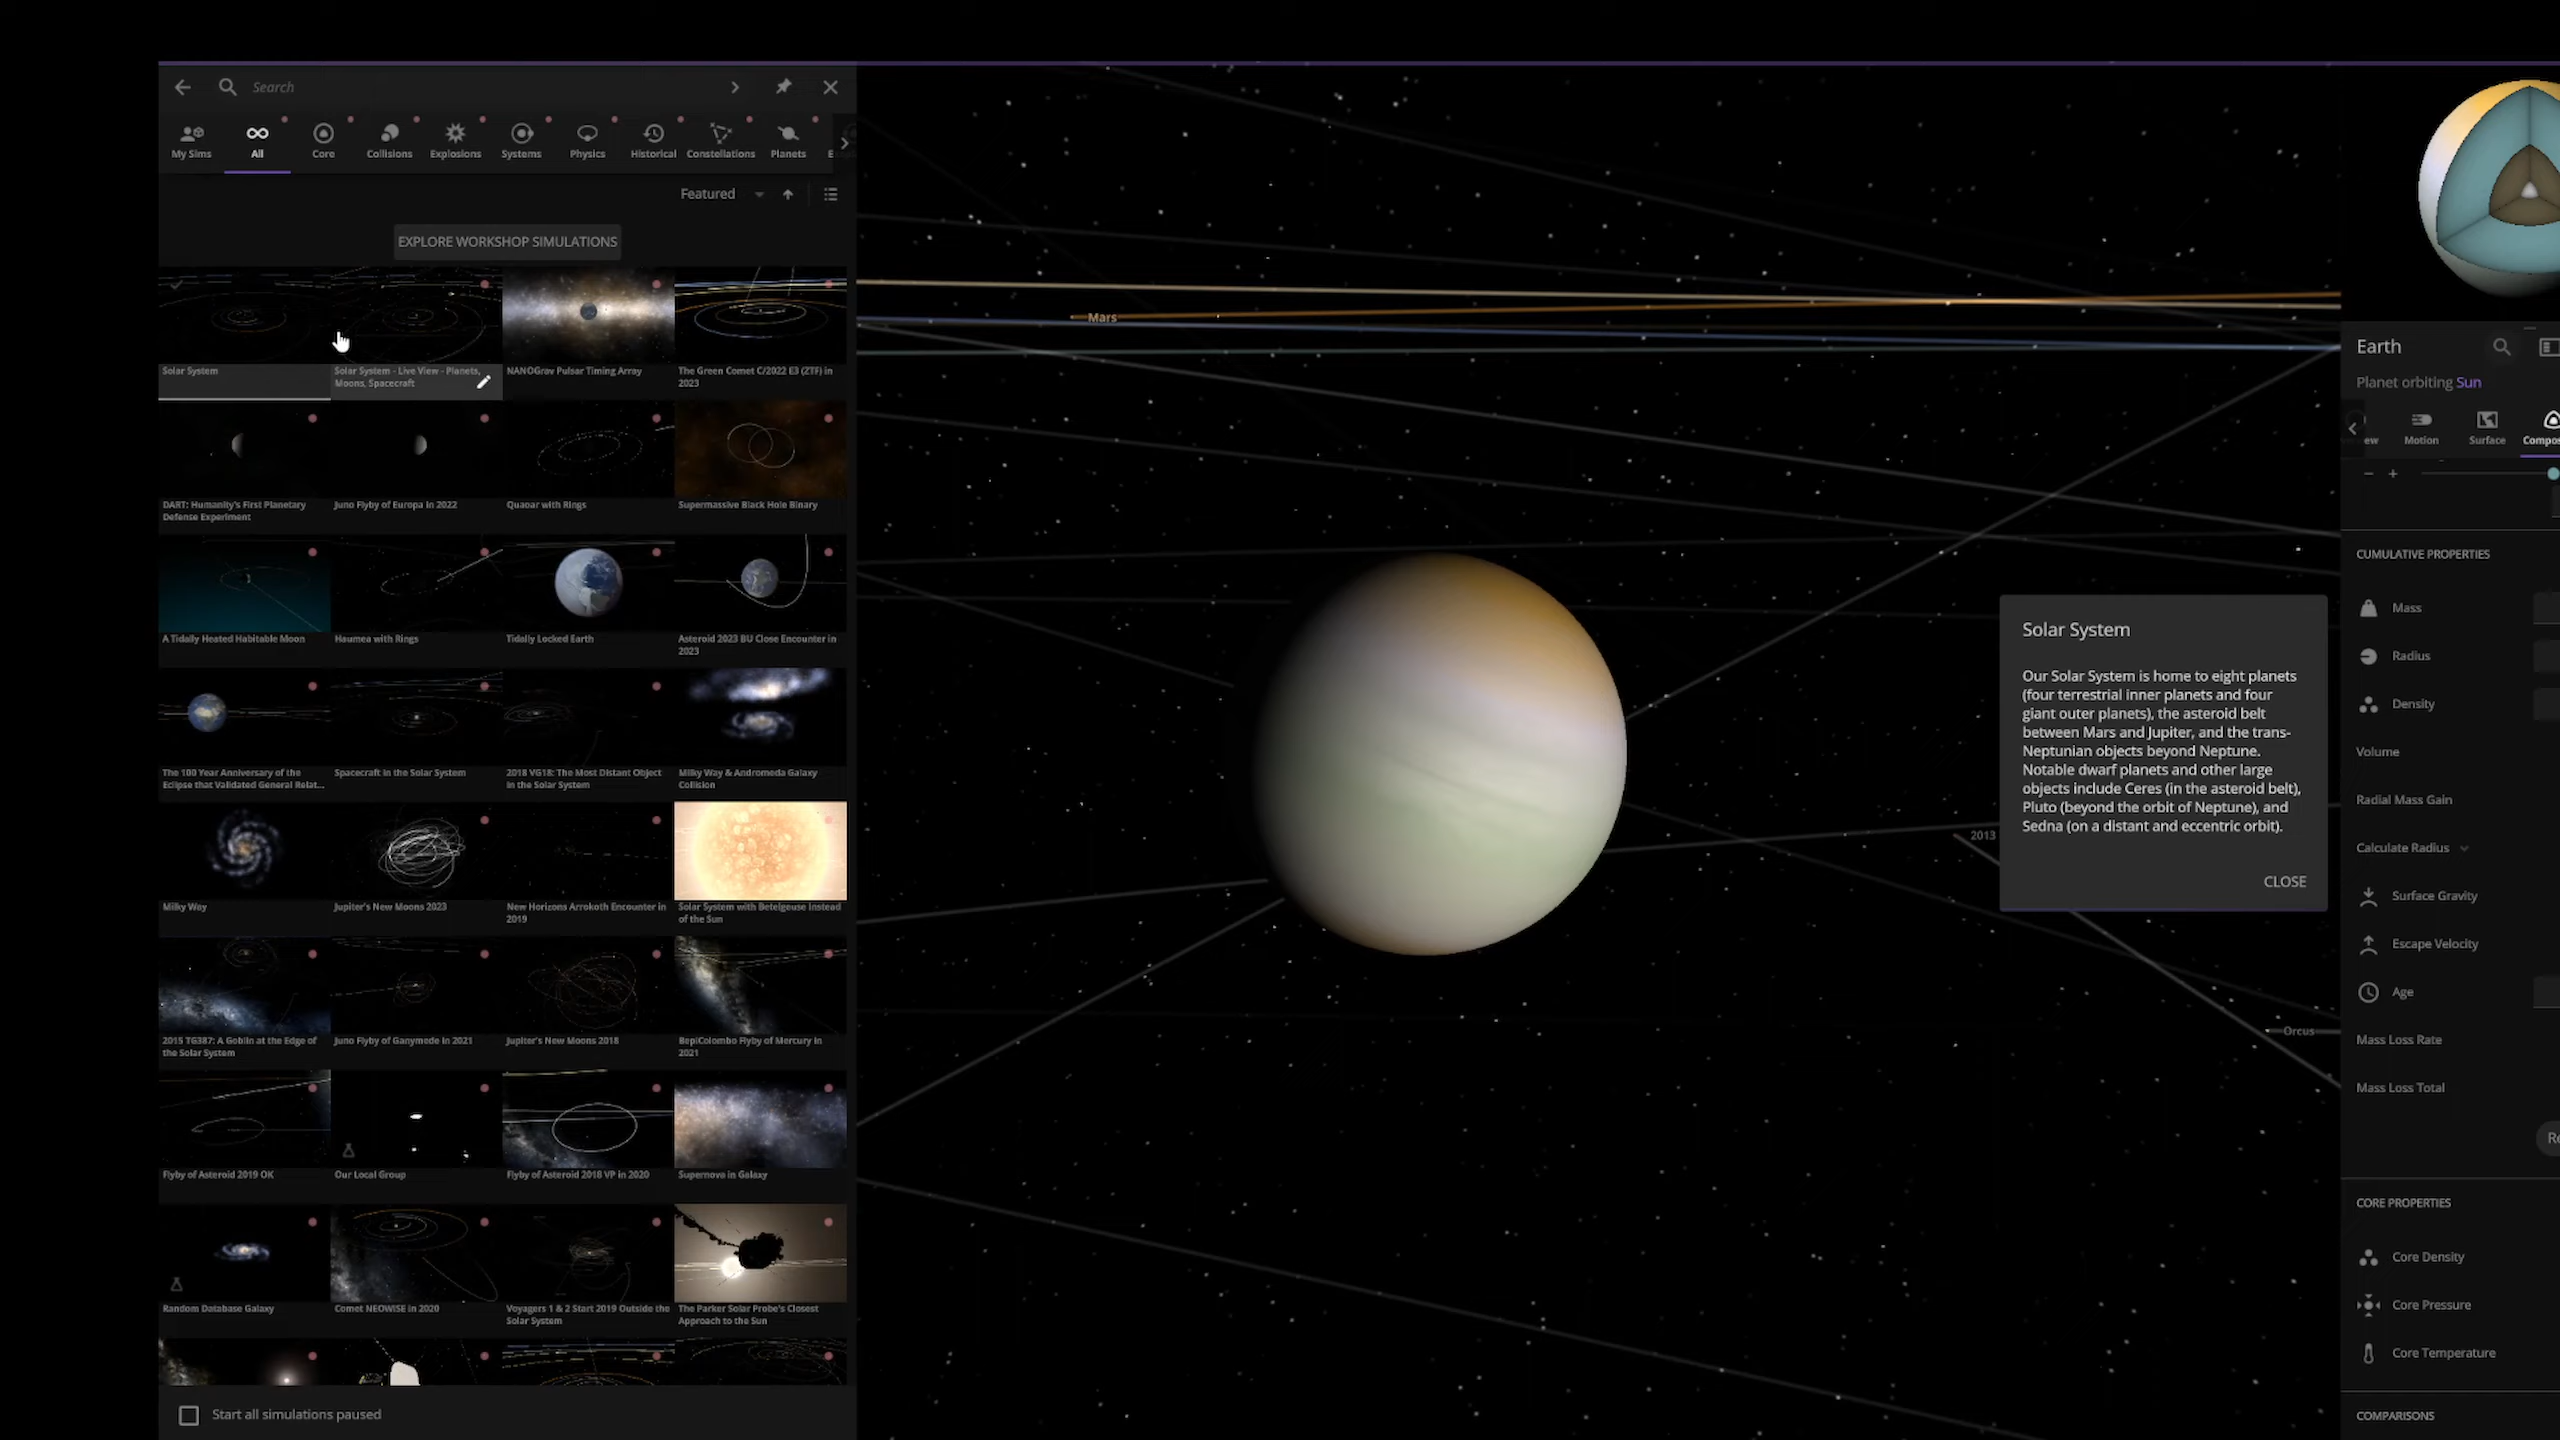 Search
My Sims
All
Core
Collisions
Explosions
Systems
Physics
Historical
Constellations
Planets
E
Featured
EXPLORE WORKSHOP SIMULATIONS
Solar System
Solar System - Live View - Planets,
Moons, Spacecraft
NANOGrav Pulsar Timing Array
The Green Comet C/2022 E3 (ZTF) in
2023
DART: Humanity's First Planetary
Defense Experiment
Juno Flyby of Europa in 2022
Quaoar with Rings
Supermassive Black Hole Binary
A Tidally Heated Habitable Moon
Haumea with Rings
Tidally Locked Earth
Asteroid 2023 BU Close Encounter in
2023
The 100 Year Anniversary of the
Eclipse that Validated General Relat...
Spacecraft in the Solar System
2018 VG18: The Most Distant Object
in the Solar System
Milky Way & Andromeda Galaxy
Collision
Milky Way
Jupiter's New Moons 2023
New Horizons Arrokoth Encounter in
2019
Solar System with Betelgeuse Instead
of the Sun
2015 TG387: A Goblin at the Edge of
the Solar System
Juno Flyby of Ganymede in 2021
Jupiter's New Moons 2018
BepiColombo Flyby of Mercury in
2021
Flyby of Asteroid 2019 OK
Our Local Group
Flyby of Asteroid 2018 VP in 2020
Supernova in Galaxy
Random Database Galaxy
Comet NEOWISE in 2020
Voyagers 1 & 2 Start 2019 Outside the
Solar System
The Parker Solar Probe's Closest
Approach to the Sun
Start all simulations paused
Mars
2013
Orcus
Solar System
Our Solar System is home to eight planets
(four terrestrial inner planets and four
giant outer planets), the asteroid belt
between Mars and Jupiter, and the trans-
Neptunian objects beyond Neptune.
Notable dwarf planets and other large
objects include Ceres (in the asteroid belt),
Pluto (beyond the orbit of Neptune), and
Sedna (on a distant and eccentric orbit).
CLOSE
Earth
Planet orbiting Sun
ew
Motion
Surface
Compos
CUMULATIVE PROPERTIES
Mass
Radius
Density
Volume
Radial Mass Gain
Calculate Radius
Surface Gravity
Escape Velocity
Age
Mass Loss Rate
Mass Loss Total
Re
CORE PROPERTIES
Core Density
Core Pressure
Core Temperature
COMPARISONS